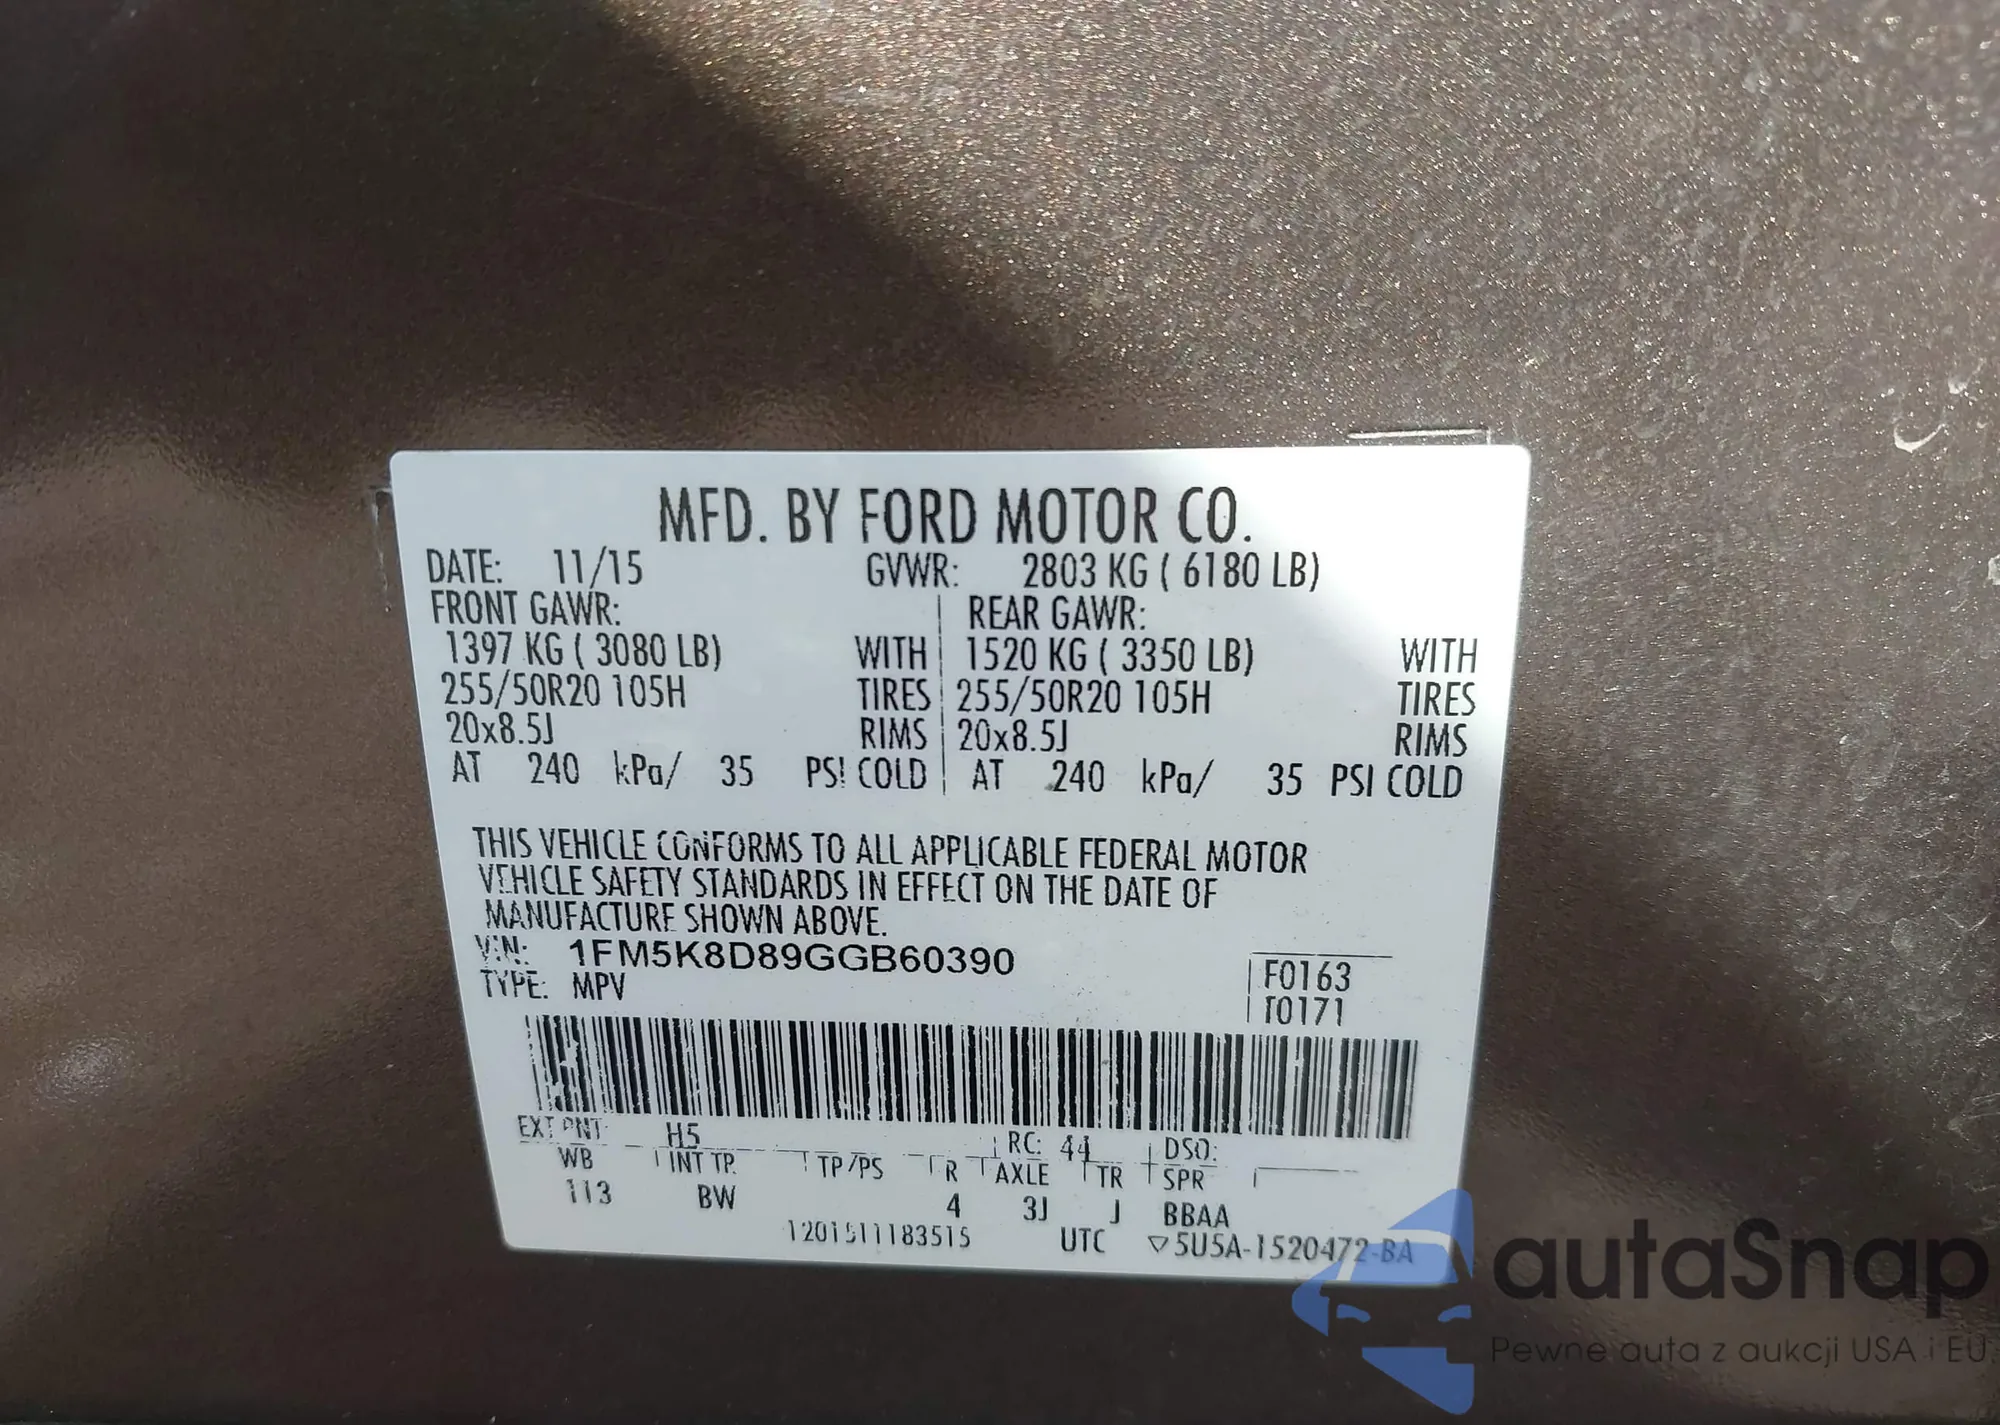 MFD. BY FORD MOTOR CO.
DATE: 11/15 GVWR: 2803 KG ( 6180 LB)
FRONT GAWR: REAR GAWR:
1397 KG ( 3080 LB) WITH 1520 KG ( 3350 LB) WITH
255/50R20 105H TIRES 255/50R20 105H TIRES
20x8.5J RIMS 20x8.5J RIMS
AT 240 kPa/ 35 PSI COLD AT 240 kPa/ 35 PSI COLD
THIS VEHICLE CONFORMS TO ALL APPLICABLE FEDERAL MOTOR
VEHICLE SAFETY STANDARDS IN EFFECT ON THE DATE OF
MANUFACTURE SHOWN ABOVE.
VIN: 1FM5K8D89GGB60390
TYPE: MPV
F0163
T0171
EXT PNT: H5 RC: 44 DSO:
WB INT TR TP/PS R AXLE TR SPR
113 BW 4 3J J BBAA
1201511183515 UTC ▽5U5A-1520472-BA
autaSnap
Pewne auta z aukcji USA i EU